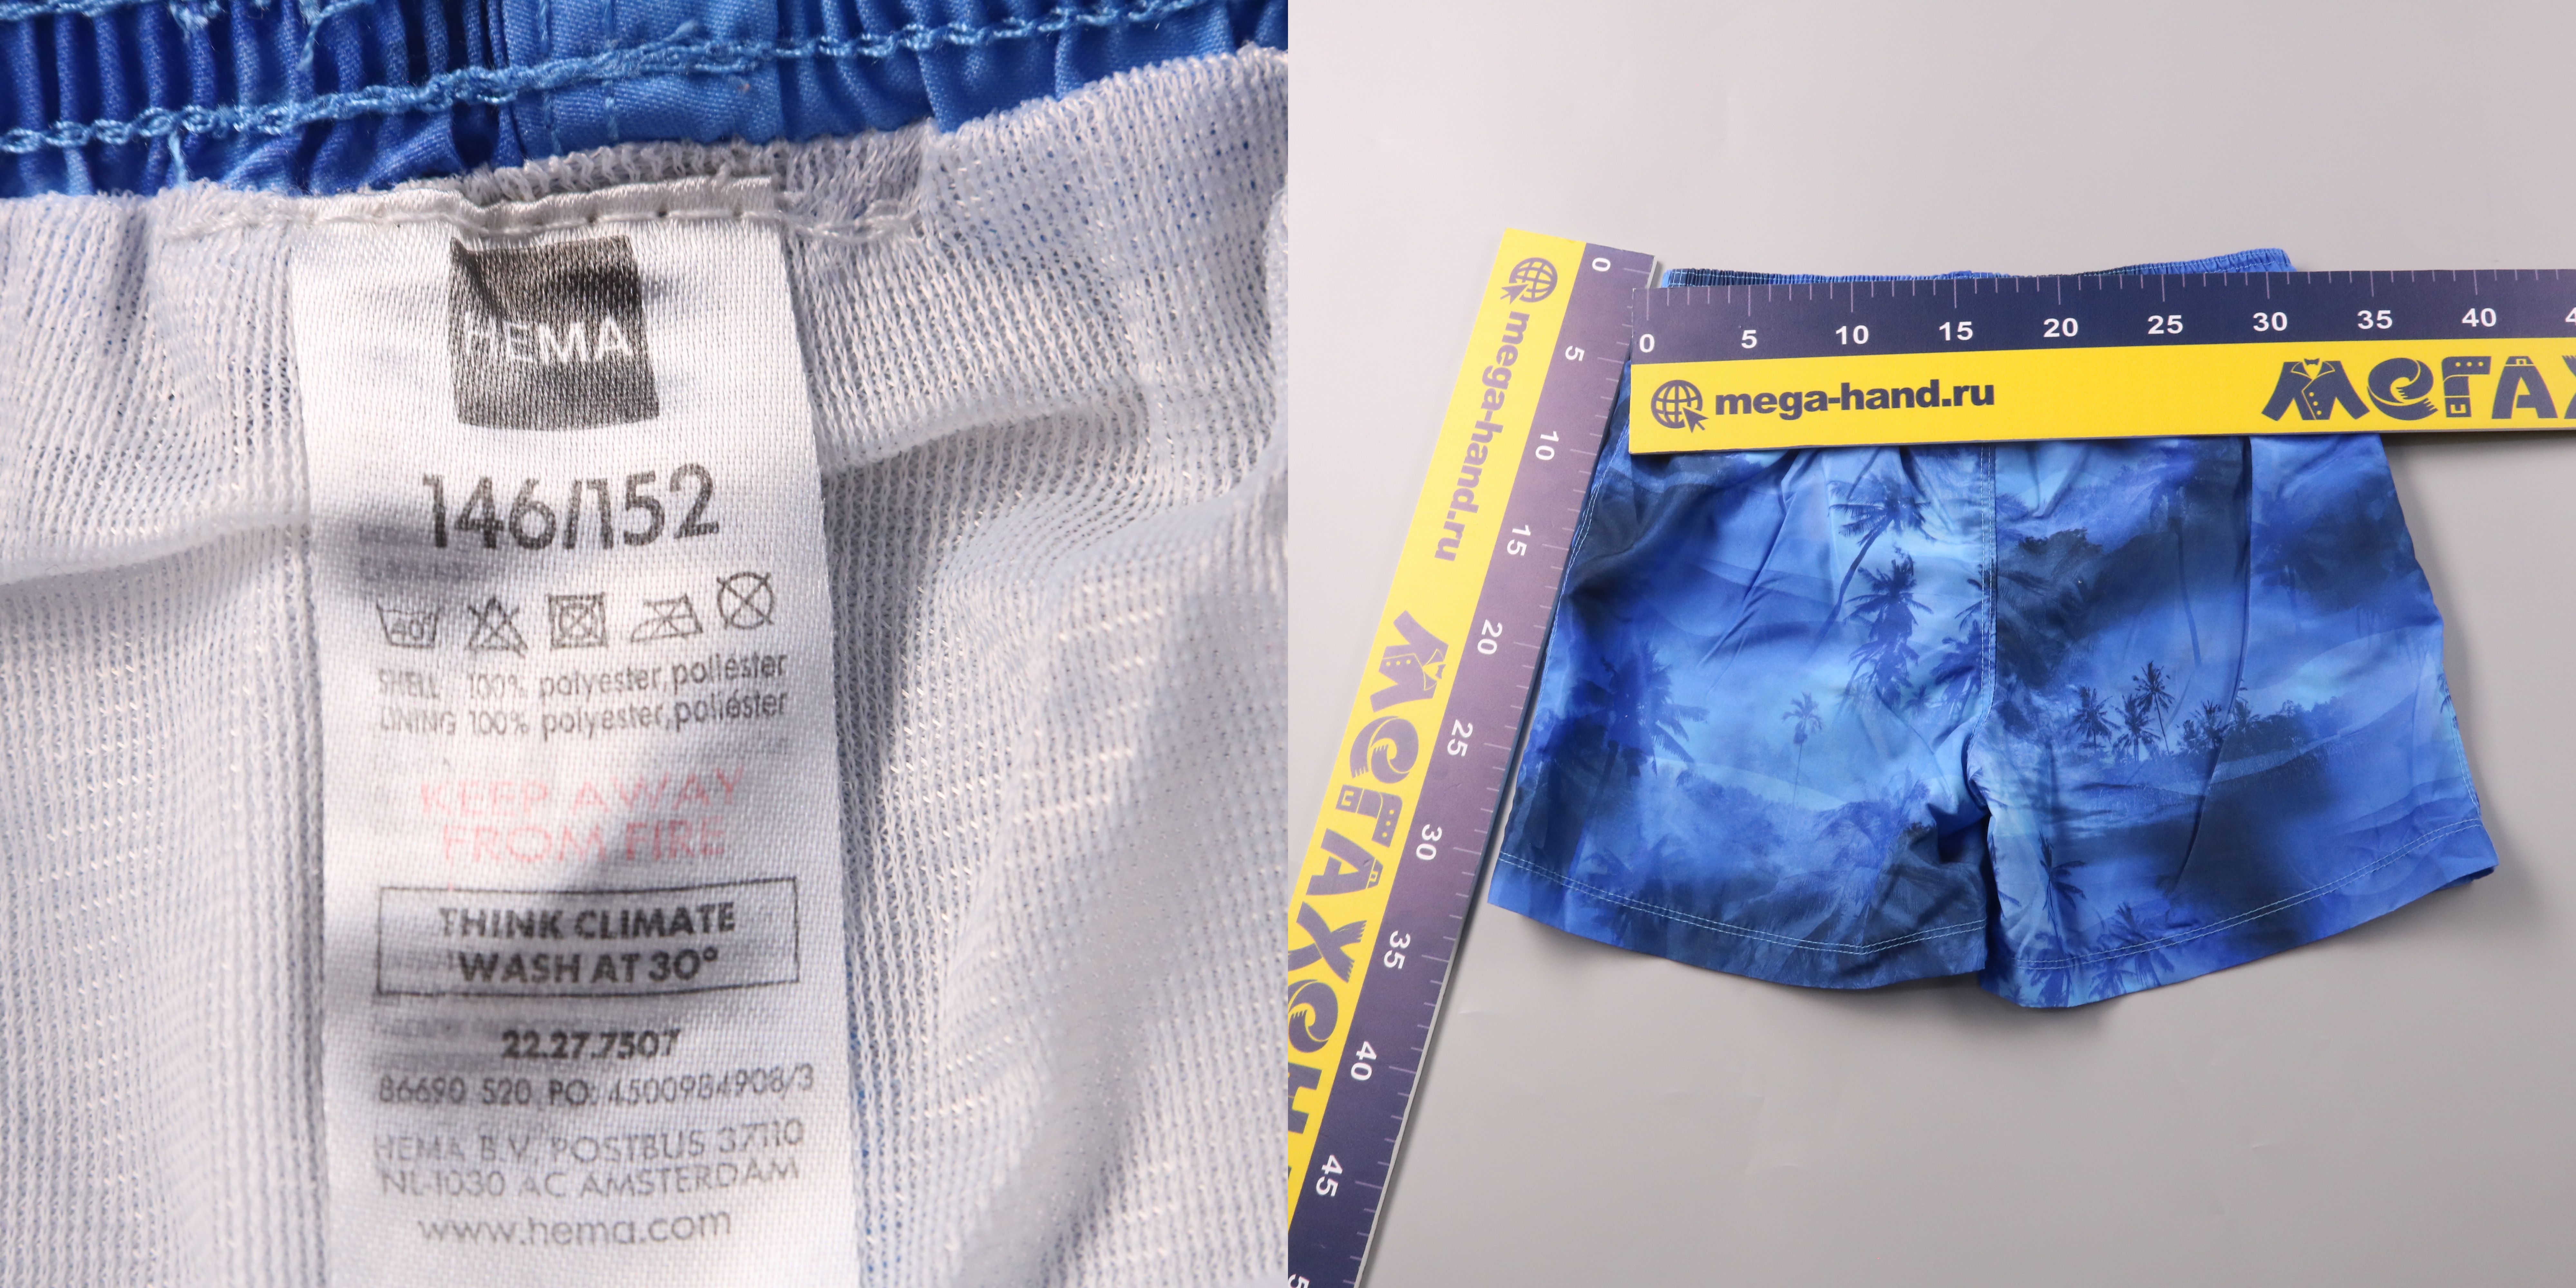 HEMA
146/152
40°
SHELL 100% polyester, poliester
LINING 100% polyester, poliester
KEEP AWAY
FROM FIRE
THINK CLIMATE
WASH AT 30°
22.27.7507
86690 520 PO: 4500984908/3
HEMA B.V. POSTBUS 37110
NL-1030 AC AMSTERDAM
www.hema.com
0 5 10 15 20 25 30 35 40 45
mega-hand.ru
МЕГАХЕН
0 5 10 15 20 25 30 35 40
mega-hand.ru
МЕГАХ